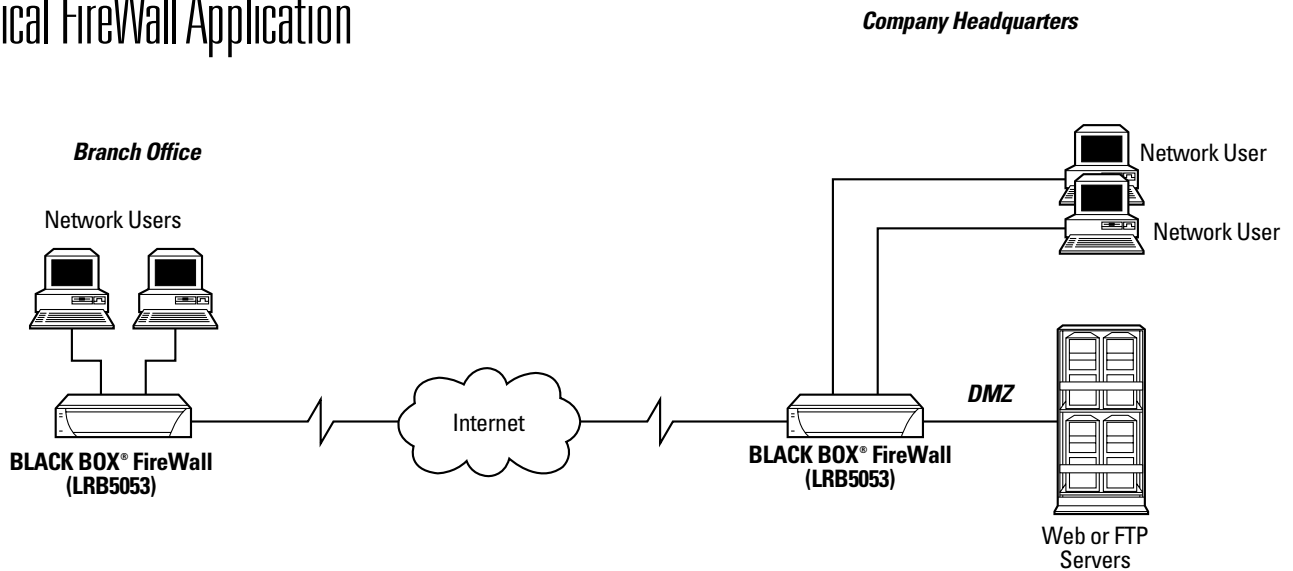 ical FireWall Application
Company Headquarters
Branch Office
Network Users
Network User
Network User
Internet
DMZ
BLACK BOX® FireWall
(LRB5053)
BLACK BOX® FireWall
(LRB5053)
Web or FTP
Servers